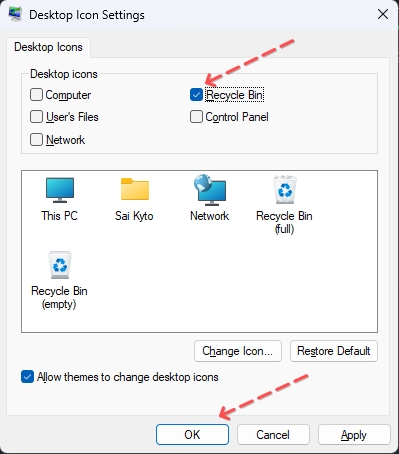 Desktop Icon Settings
Desktop Icons
Desktop icons
Computer
Recycle Bin
User's Files
Control Panel
Network
This PC
Sai Kyto
Network
Recycle Bin
(full)
Recycle Bin
(empty)
Change Icon...
Restore Default
Allow themes to change desktop icons
OK
Cancel
Apply